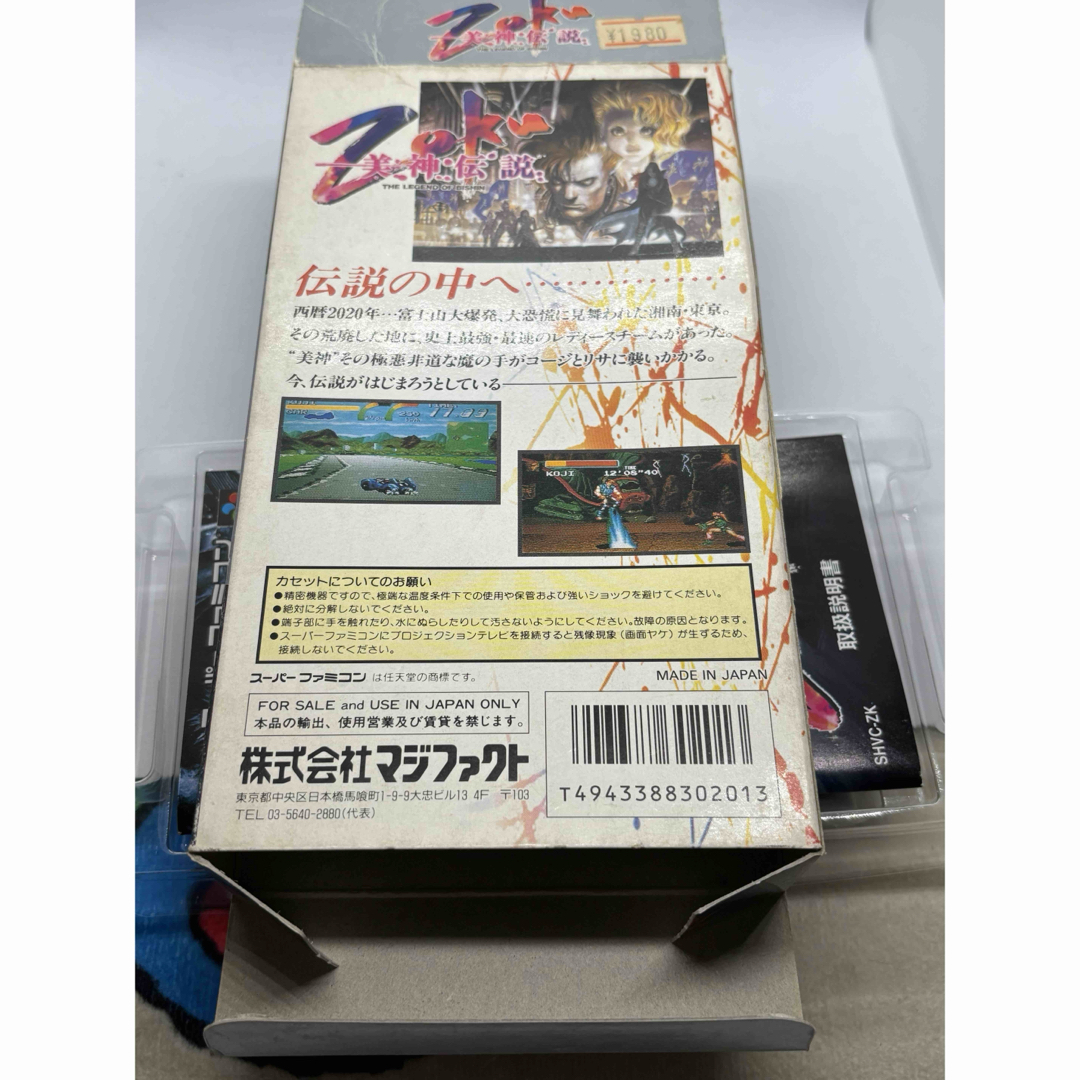 Zoku
美神伝説
¥1980
Zoku
美神伝説
THE LEGEND OF BISHIN
伝説の中へ……………
西暦2020年…富士山大爆発、大恐慌に見舞われた湘南・東京。
その荒廃した地に、史上最強・最速のレディースチームがあった。
“美神”その極悪非道な魔の手がコージとリサに襲いかかる。
今、伝説がはじまろうとしている
KOJI
TIME
12'08"40
カセットについてのお願い
●精密機器ですので、極端な温度条件下での使用や保管および強いショックを避けてください。
●絶対に分解しないでください。
●端子部に手を触れたり、水にぬらしたりして汚さないようにしてください。故障の原因となります。
●スーパーファミコンにプロジェクションテレビを接続すると残像現象(画面ヤケ)が生ずるため、
接続しないでください。
スーパーファミコン は任天堂の商標です。
MADE IN JAPAN
FOR SALE and USE IN JAPAN ONLY
本品の輸出、使用営業及び賃貸を禁じます。
株式会社マジファクト
東京都中央区日本橋馬喰町1-9-9大忠ビル13 4F 〒103
TEL 03-5640-2880(代表)
T4943388302013
取扱説明書
SHVC-ZK